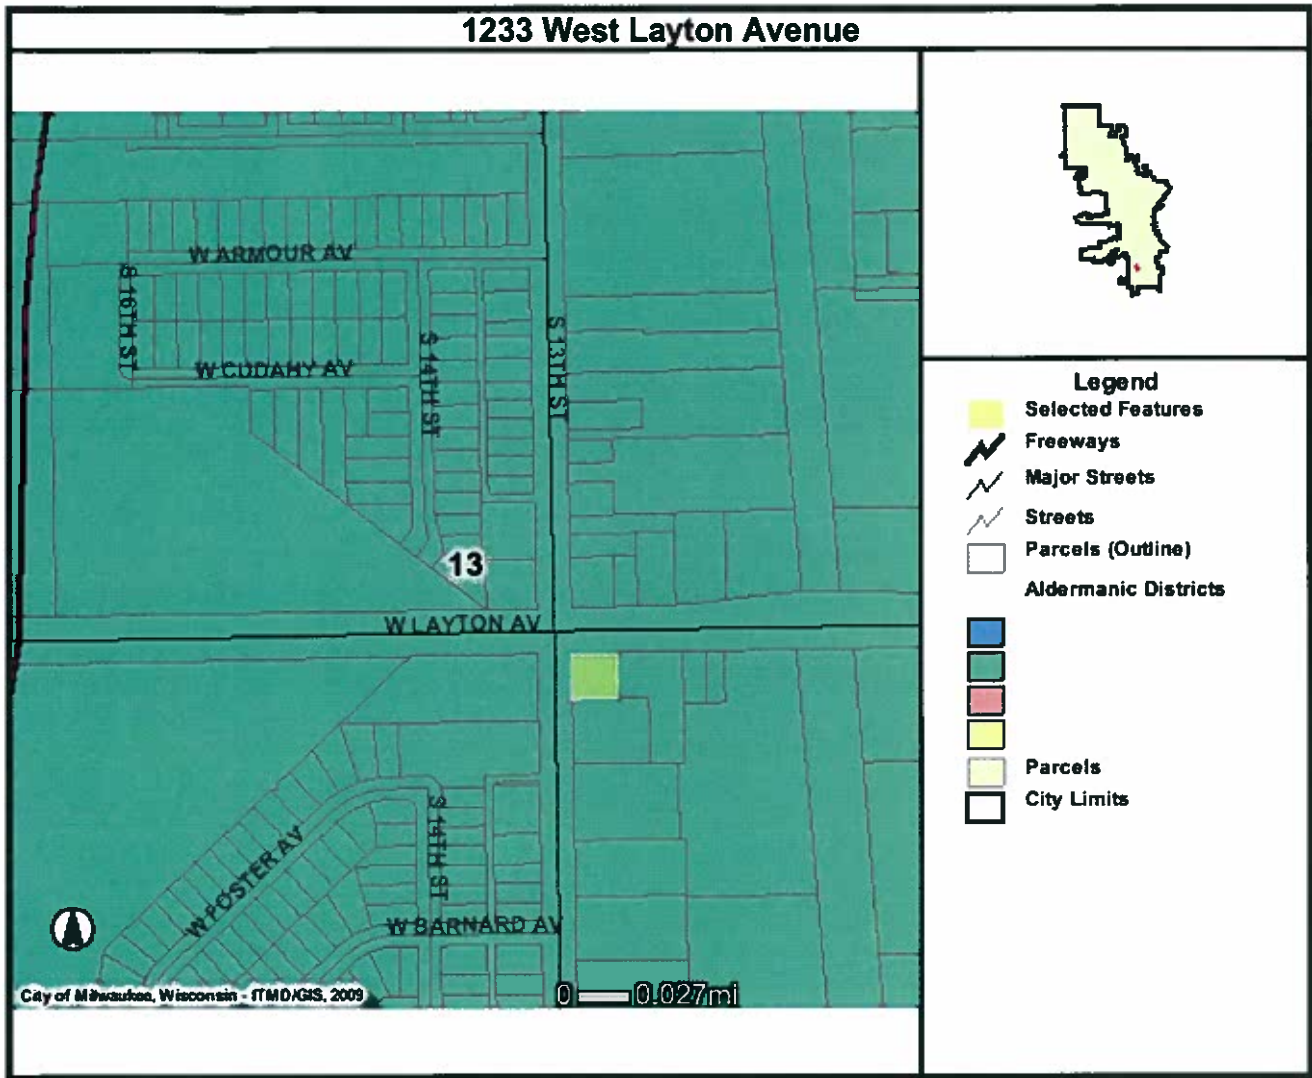 1233 West Layton Avenue
W ARMOUR AV
S 16TH ST
W CUDAHY AV
S 14TH ST
S 13TH ST
13
W LAYTON AV
W FOSTER AV
S 14TH ST
W BARNARD AV
City of Milwaukee, Wisconsin - ITMD/GIS, 2009
0 0.027mi
Legend
Selected Features
Freeways
Major Streets
Streets
Parcels (Outline)
Aldermanic Districts
Parcels
City Limits